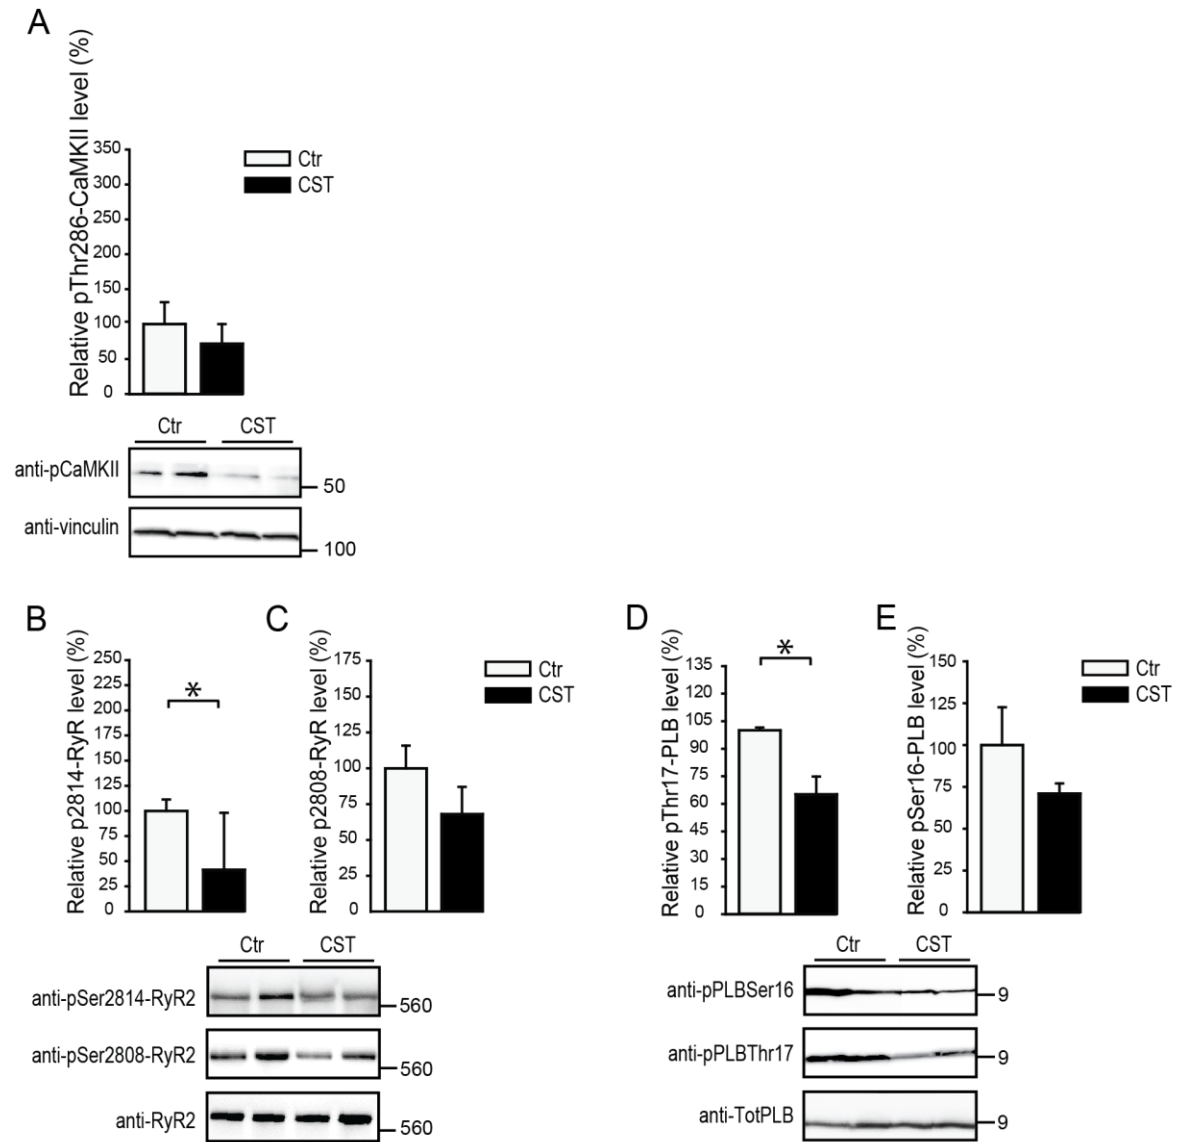 A
Relative pThr286-CaMKII level (%)
350
300
250
200
150
100
50
0
Ctr
CST
Ctr CST
anti-pCaMKII
50
anti-vinculin
100
B
Relative p2814-RyR level (%)
250
225
200
175
150
125
100
75
50
25
0
*
C
Relative p2808-RyR level (%)
175
150
125
100
75
50
25
0
Ctr
CST
Ctr CST
anti-pSer2814-RyR2
560
anti-pSer2808-RyR2
560
anti-RyR2
560
D
Relative pThr17-PLB level (%)
135
120
105
90
75
60
45
30
15
0
*
E
Relative pSer16-PLB level (%)
150
125
100
75
50
25
0
Ctr
CST
Ctr CST
anti-pPLBSer16
9
anti-pPLBThr17
9
anti-TotPLB
9